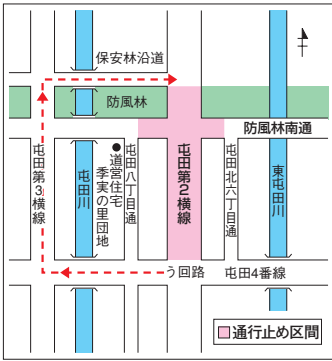 保安林沿道
防風林
防風林南通
屯田第3横線
屯田川
●道営住宅
季実の里団地
屯田八丁目通
屯田第2横線
屯田北六丁目通
東屯田川
う回路
屯田4番線
通行止め区間